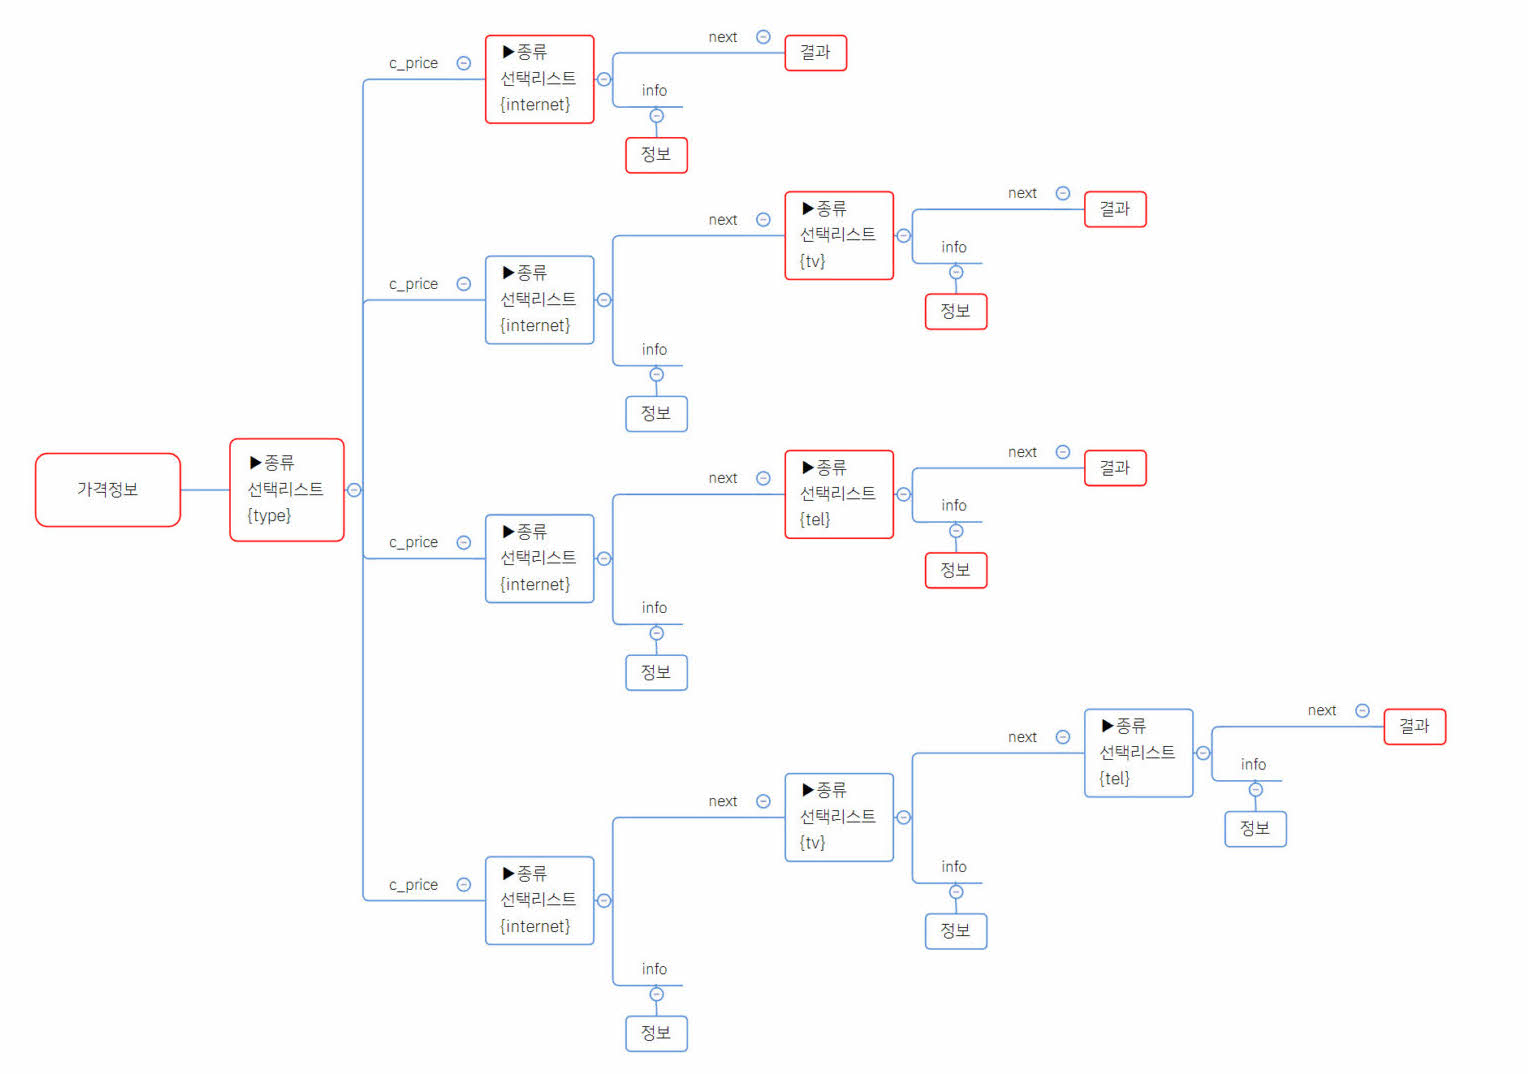 가격정보
▶종류
선택리스트
{type}
c_price
▶종류
선택리스트
{internet}
next
결과
info
정보
c_price
▶종류
선택리스트
{internet}
next
▶종류
선택리스트
{tv}
next
결과
info
정보
info
정보
c_price
▶종류
선택리스트
{internet}
next
▶종류
선택리스트
{tel}
next
결과
info
정보
info
정보
c_price
▶종류
선택리스트
{internet}
next
▶종류
선택리스트
{tv}
next
▶종류
선택리스트
{tel}
next
결과
info
정보
info
정보
info
정보